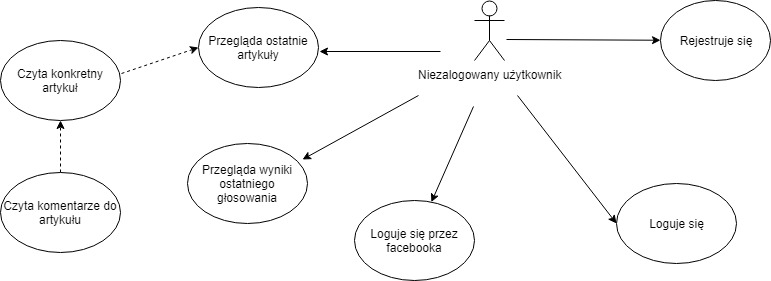 Przegląda ostatnie
artykuły
Rejestruje się
Czyta konkretny
artykuł
Niezalogowany użytkownik
Przegląda wyniki
ostatniego
głosowania
Czyta komentarze do
artykułu
Loguje się przez
facebooka
Loguje się